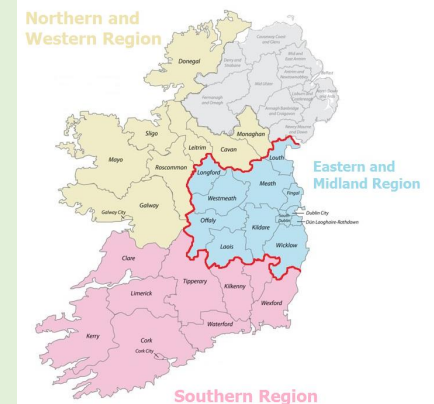 Northern and
Western Region
Donegal
Sligo
Leitrim
Cavan
Monaghan
Mayo
Roscommon
Galway
Galway City
Louth
Longford
Meath
Westmeath
Fingal
Eastern and
Midland Region
Dublin City
South
Dublin
Dún Laoghaire-Rathdown
Offaly
Kildare
Laois
Wicklow
Clare
Tipperary
Kilkenny
Wexford
Limerick
Waterford
Kerry
Cork
Cork City
Southern Region